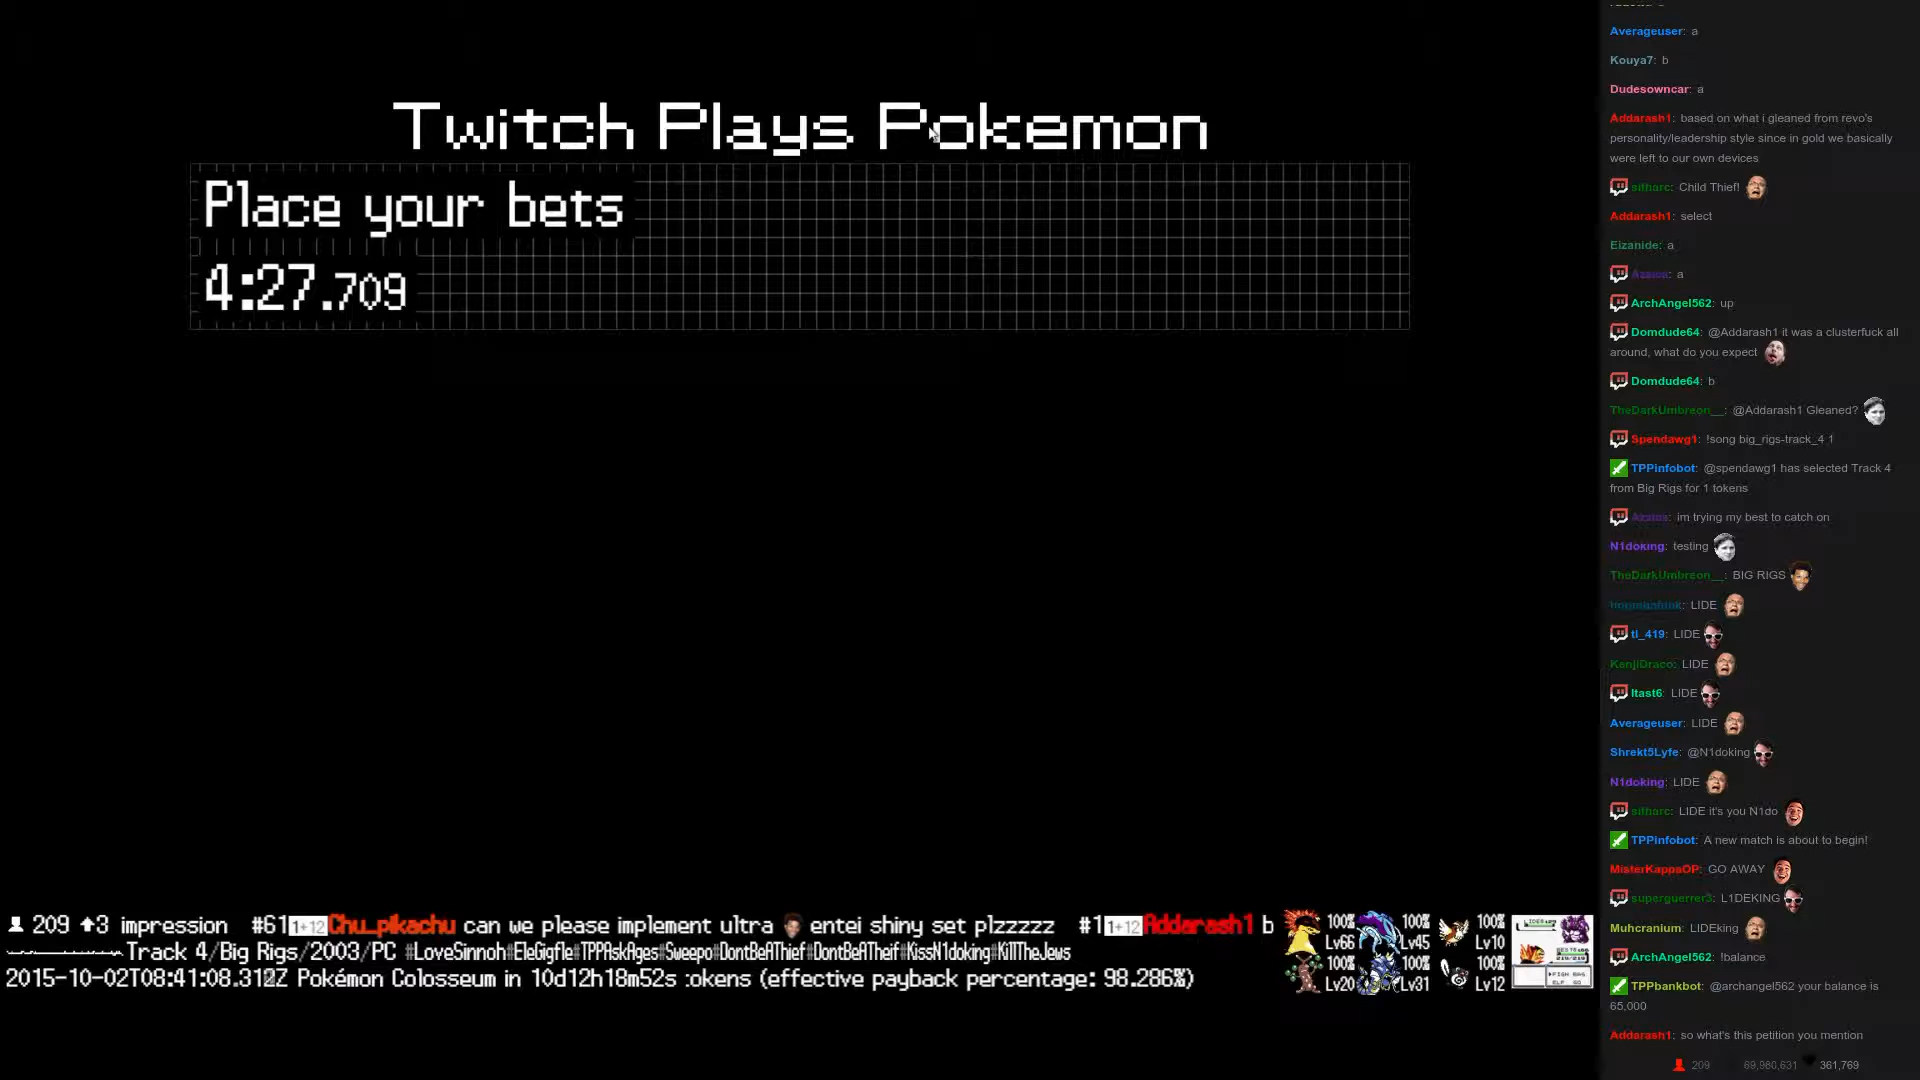 Twitch Plays Pokemon
Place your bets
4:27.709
209 3 impression #61 1+12 Chu_pikachu can we please implement ultra entei shiny set plzzzzz #1 1+12 Addarash1 b
Track 4/Big Rigs/2003/PC #LoveSinnoh#EleGigfle#TPPAskAges#Sweepo#DontBeAThief#DontBeATheif#KissN1doking#KillTheJews
2015-10-02T08:41:08.31 Z Pokémon Colosseum in 10d12h18m52s :okens (effective payback percentage: 98.286%)
100% 100% 100%
Lv66 Lv45 Lv10
100% 100% 100%
Lv20 Lv31 Lv12
Averageuser: a
Kouya7: b
Dudesowncar: a
Addarash1: based on what i gleaned from revo's
personality/leadership style since in gold we basically
were left to our own devices
sitharc: Child Thief!
Addarash1: select
Eizanide: a
: a
ArchAngel562: up
Domdude64: @Addarash1 it was a clusterfuck all
around, what do you expect
Domdude64: b
TheDarkUmbreon__: @Addarash1 Gleaned?
Spendawg1: !song big_rigs-track_4 1
TPPinfobot: @spendawg1 has selected Track 4
from Big Rigs for 1 tokens
: im trying my best to catch on
N1doking: testing
TheDarkUmbreon__: BIG RIGS
: LIDE
tl_419: LIDE
KenjiDraco: LIDE
Itast6: LIDE
Averageuser: LIDE
Shrekt5Lyfe: @N1doking
N1doking: LIDE
sitharc: LIDE it's you N1do
TPPinfobot: A new match is about to begin!
MisterKappaOP: GO AWAY
superguerrer3: L1DEKING
Muhcranium: LIDEking
ArchAngel562: !balance
TPPbankbot: @archangel562 your balance is
65,000
Addarash1: so what's this petition you mention
209 69,980,631 361,769